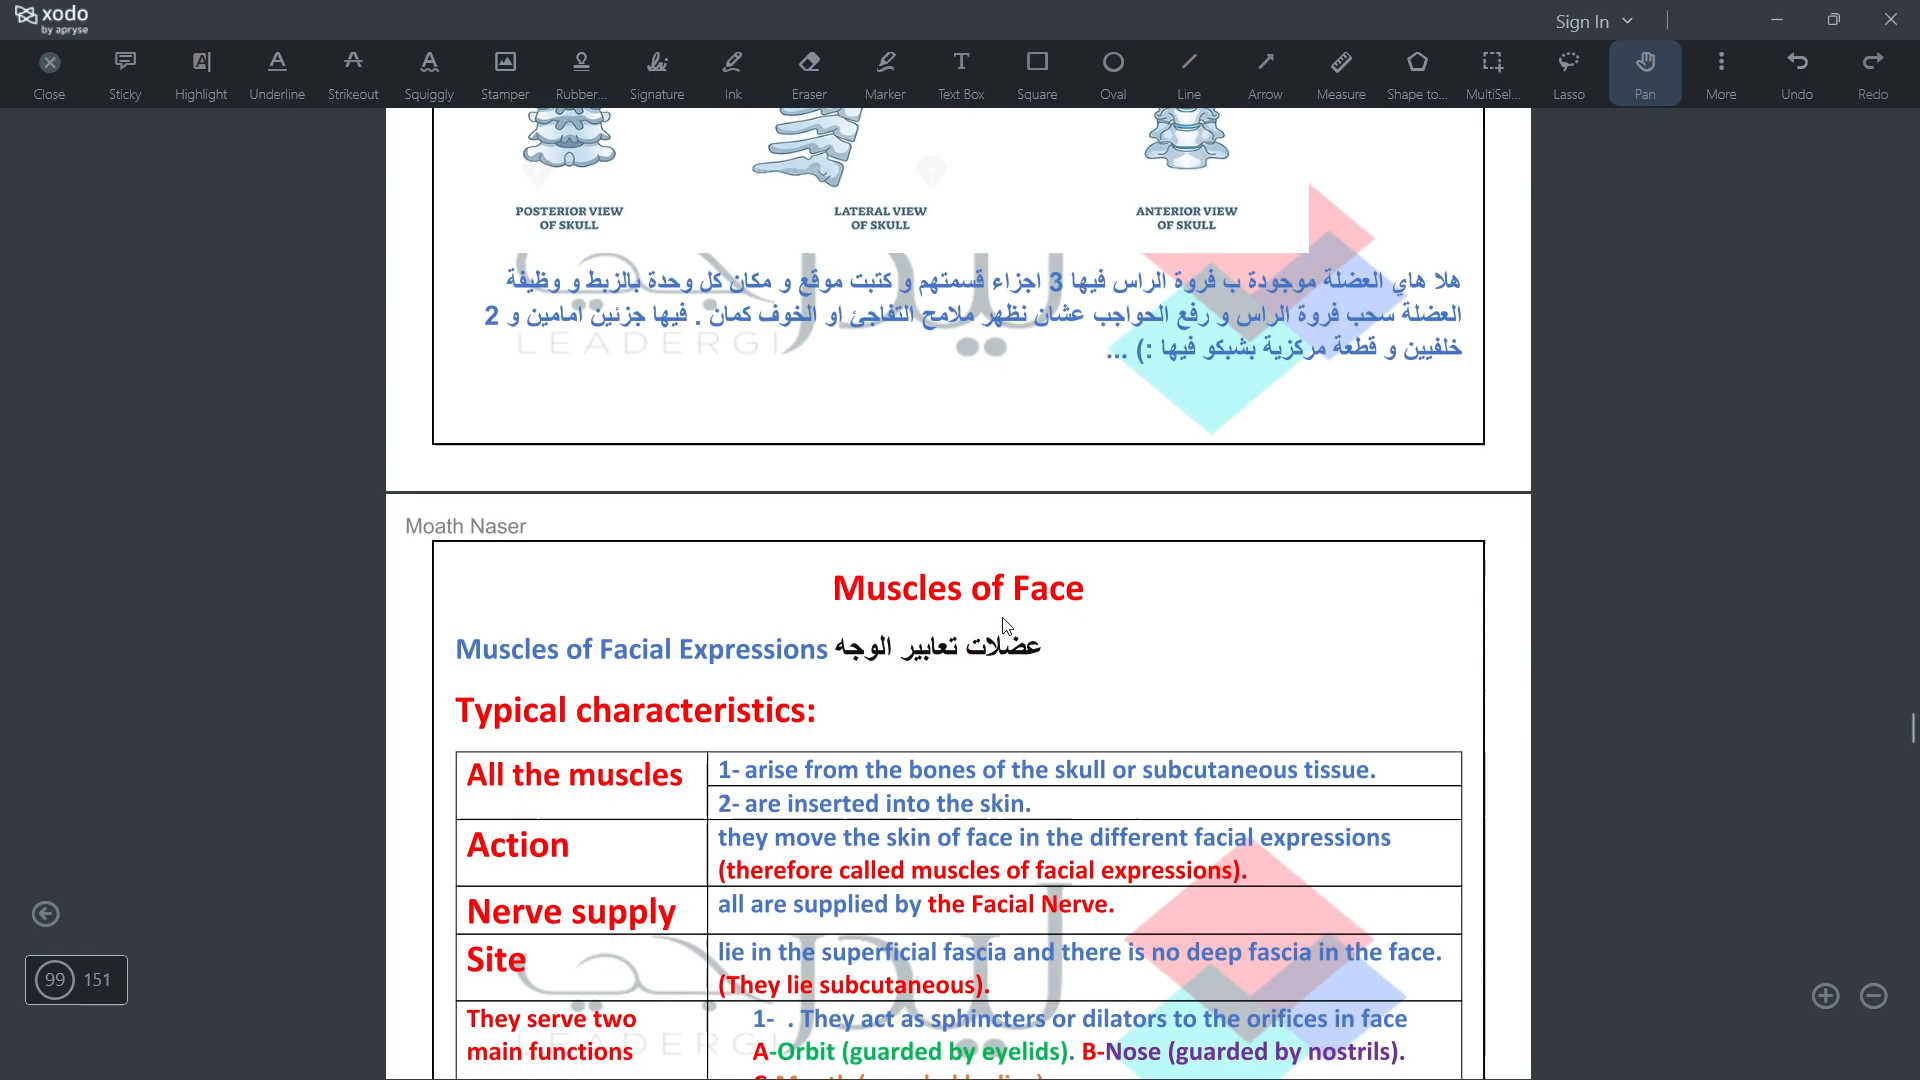 xodo
by apryse
Sign In
Close
Sticky
Highlight
Underline
Strikeout
Squiggly
Stamper
Rubber...
Signature
Ink
Eraser
Marker
Text Box
Square
Oval
Line
Arrow
Measure
Shape to...
MultiSel...
Lasso
Pan
More
Undo
Redo
POSTERIOR VIEW
OF SKULL
LATERAL VIEW
OF SKULL
ANTERIOR VIEW
OF SKULL
هلا هاي العضلة موجودة ب فروة الراس فيها 3 اجزاء قسمتهم و كتبت موقع و مكان كل وحدة بالزبط و وظيفة
العضلة سحب فروة الراس و رفع الحواجب عشان نظهر ملامح التفاجئ او الخوف كمان . فيها جزئين امامين و 2
خلفيين و قطعة مركزية بشبكو فيها :) ...
ليدرجي
LEADERGI
Moath Naser
Muscles of Face
Muscles of Facial Expressions عضلات تعابير الوجه
Typical characteristics:
All the muscles
1- arise from the bones of the skull or subcutaneous tissue.
2- are inserted into the skin.
Action
they move the skin of face in the different facial expressions
(therefore called muscles of facial expressions).
Nerve supply
all are supplied by the Facial Nerve.
Site
lie in the superficial fascia and there is no deep fascia in the face.
(They lie subcutaneous).
They serve two
main functions
1- . They act as sphincters or dilators to the orifices in face
A-Orbit (guarded by eyelids). B-Nose (guarded by nostrils).
ليدرجي
LEADERGI
99 151